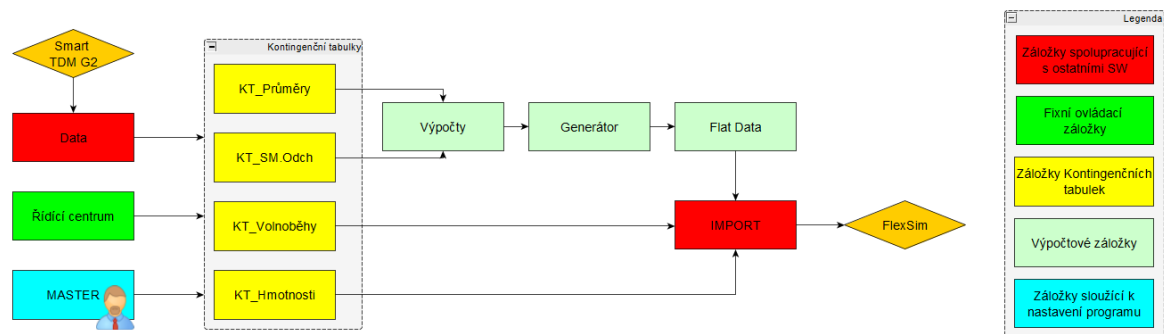 Smart
TDM G2
Data
Řídící centrum
MASTER
Kontingenční tabulky
KT_Průměry
KT_SM.Odch
KT_Volnoběhy
KT_Hmotnosti
Výpočty
Generátor
Flat Data
IMPORT
FlexSim
Legenda
Záložky spolupracující
s ostatními SW
Fixní ovládací
záložky
Záložky Kontingenčních
tabulek
Výpočtové záložky
Záložky sloužící k
nastavení programu